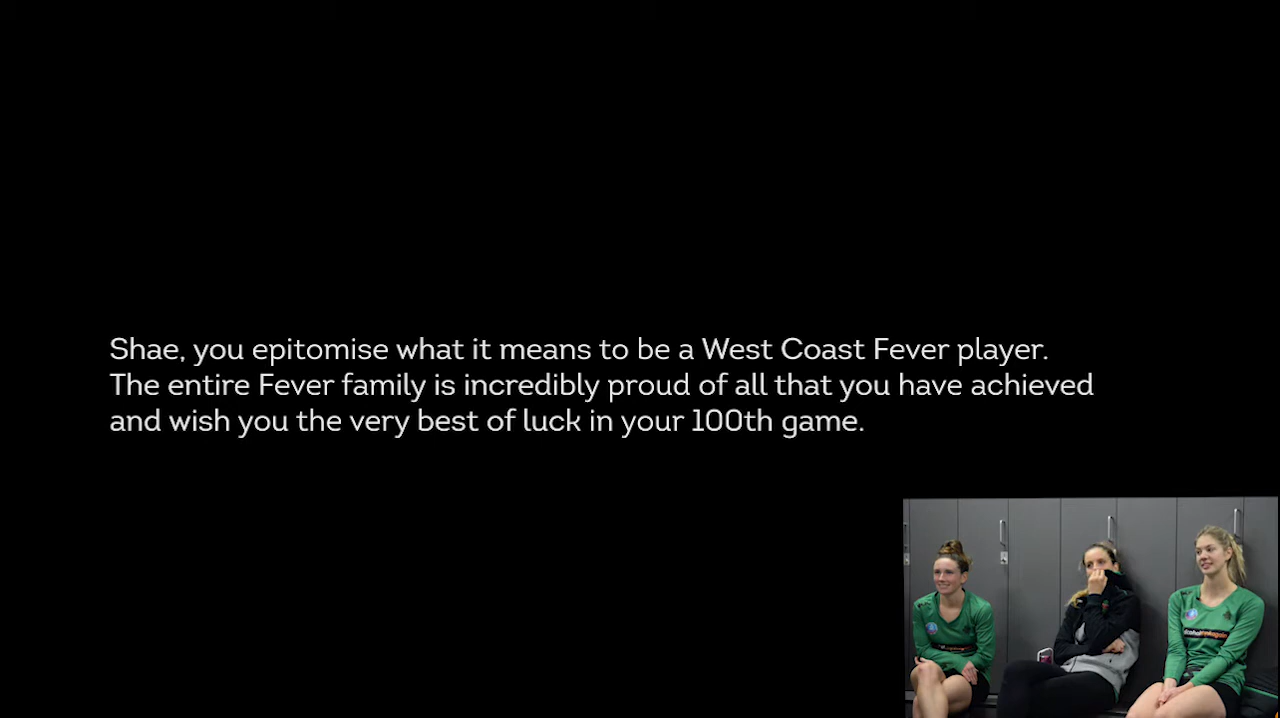 Shae, you epitomise what it means to be a West Coast Fever player.
The entire Fever family is incredibly proud of all that you have achieved
and wish you the very best of luck in your 100th game.